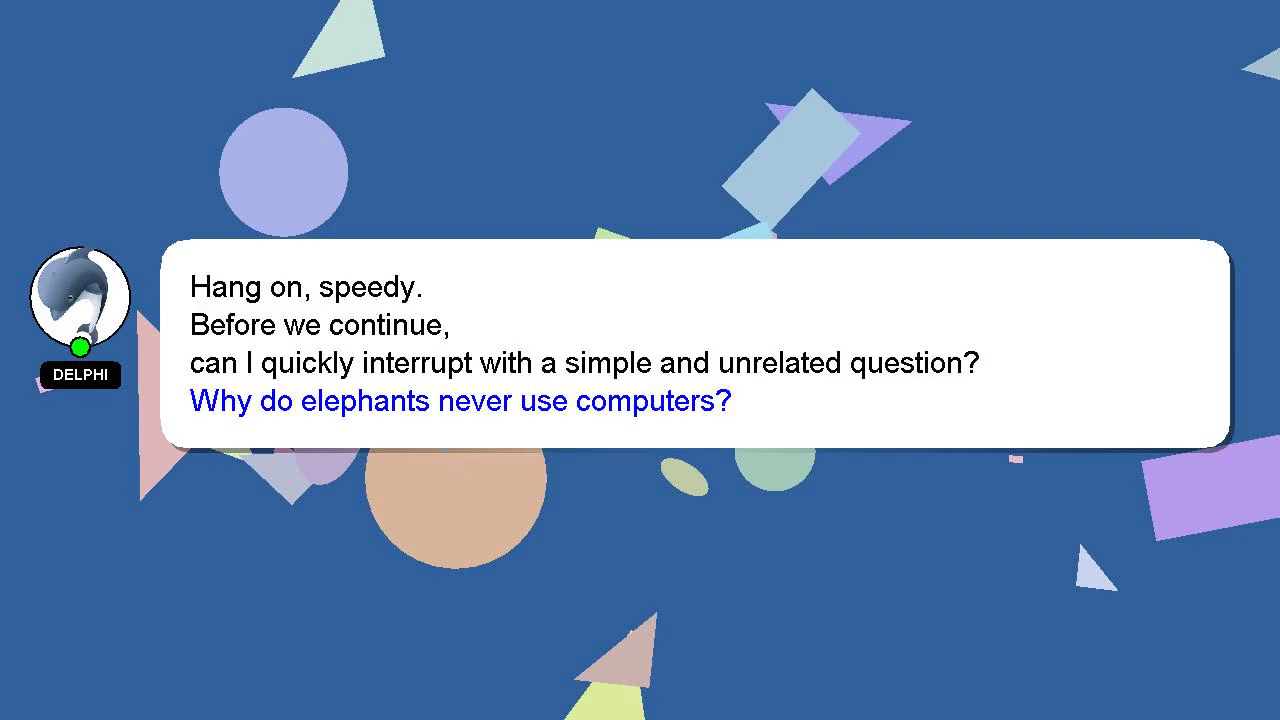 Hang on, speedy.
Before we continue,
can I quickly interrupt with a simple and unrelated question?
Why do elephants never use computers?
DELPHI